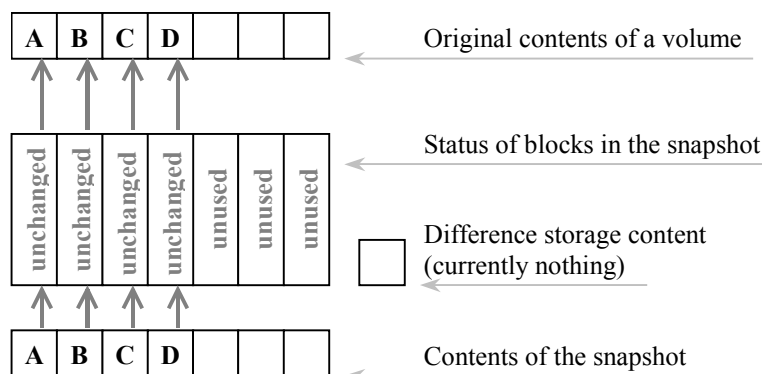 A B C D
Original contents of a volume
unchanged unchanged unchanged unchanged unused unused unused
Status of blocks in the snapshot
Difference storage content
(currently nothing)
A B C D
Contents of the snapshot